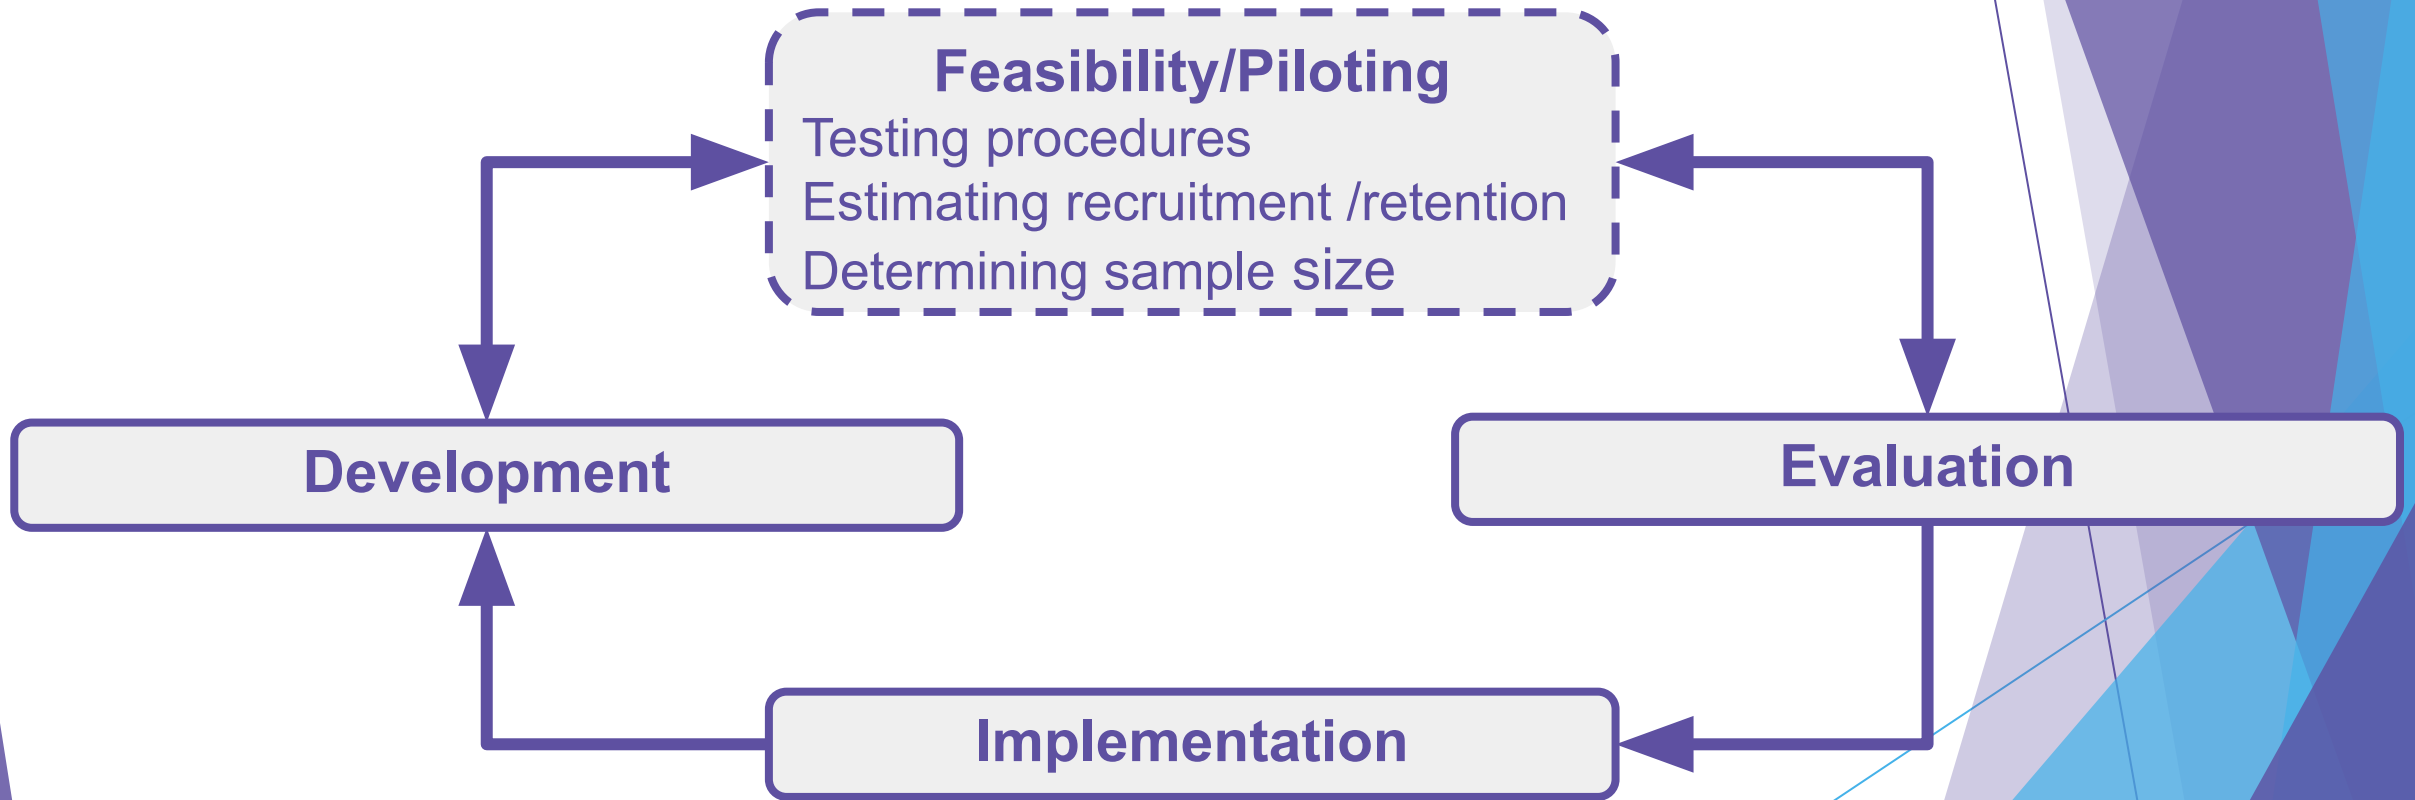 Feasibility/Piloting
Testing procedures
Estimating recruitment /retention
Determining sample size
Development
Evaluation
Implementation